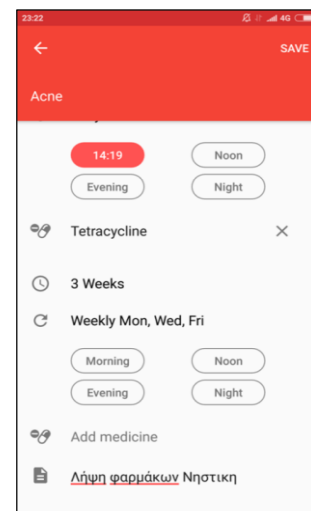 23:22 4G
SAVE
Acne
14:19 Noon
Evening Night
Tetracycline
3 Weeks
Weekly Mon, Wed, Fri
Morning Noon
Evening Night
Add medicine
Λήψη φαρμάκων Νηστικη